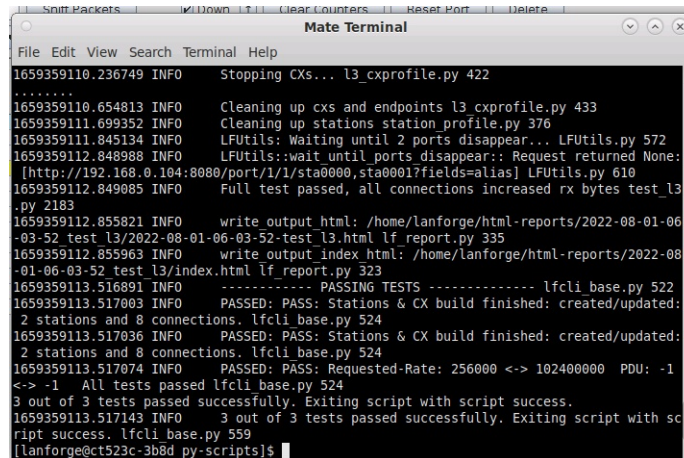 Sniff Packets Down Clear Counters Reset Port Delete
Mate Terminal
File Edit View Search Terminal Help
1659359110.236749 INFO     Stopping CXs... l3_cxprofile.py 422
........
1659359110.654813 INFO     Cleaning up cxs and endpoints l3_cxprofile.py 433
1659359111.699352 INFO     Cleaning up stations station_profile.py 376
1659359111.845134 INFO     LFUtils: Waiting until 2 ports disappear... LFUtils.py 572
1659359112.848988 INFO     LFUtils::wait_until_ports_disappear:: Request returned None:
 [http://192.168.0.104:8080/port/1/1/sta0000,sta0001?fields=alias] LFUtils.py 610
1659359112.849085 INFO     Full test passed, all connections increased rx bytes test_l3
.py 2183
1659359112.855821 INFO     write_output_html: /home/lanforge/html-reports/2022-08-01-06
-03-52_test_l3/2022-08-01-06-03-52-test_l3.html lf_report.py 335
1659359112.855963 INFO     write_output_index_html: /home/lanforge/html-reports/2022-08
-01-06-03-52_test_l3/index.html lf_report.py 323
1659359113.516891 INFO     ------------ PASSING TESTS -------------- lfcli_base.py 522
1659359113.517003 INFO     PASSED: PASS: Stations & CX build finished: created/updated:
 2 stations and 8 connections. lfcli_base.py 524
1659359113.517036 INFO     PASSED: PASS: Stations & CX build finished: created/updated:
 2 stations and 8 connections. lfcli_base.py 524
1659359113.517074 INFO     PASSED: PASS: Requested-Rate: 256000 <-> 102400000  PDU: -1
<-> -1   All tests passed lfcli_base.py 524
3 out of 3 tests passed successfully. Exiting script with script success.
1659359113.517143 INFO     3 out of 3 tests passed successfully. Exiting script with sc
ript success. lfcli_base.py 559
[lanforge@ct523c-3b8d py-scripts]$